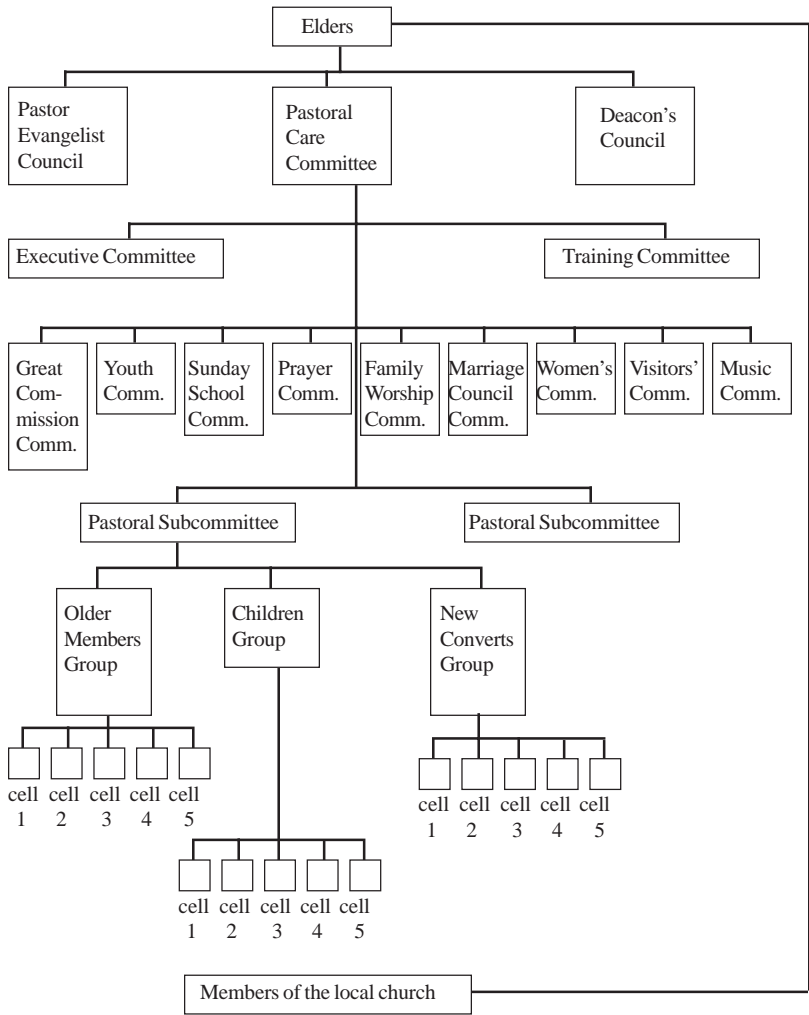 Elders
Pastor
Evangelist
Council
Pastoral
Care
Committee
Deacon's
Council
Executive Committee
Training Committee
Great
Com-
mission
Comm.
Youth
Comm.
Sunday
School
Comm.
Prayer
Comm.
Family
Worship
Comm.
Marriage
Council
Comm.
Women's
Comm.
Visitors'
Comm.
Music
Comm.
Pastoral Subcommittee
Pastoral Subcommittee
Older
Members
Group
Children
Group
New
Converts
Group
cell
1
cell
2
cell
3
cell
4
cell
5
cell
1
cell
2
cell
3
cell
4
cell
5
cell
1
cell
2
cell
3
cell
4
cell
5
Members of the local church